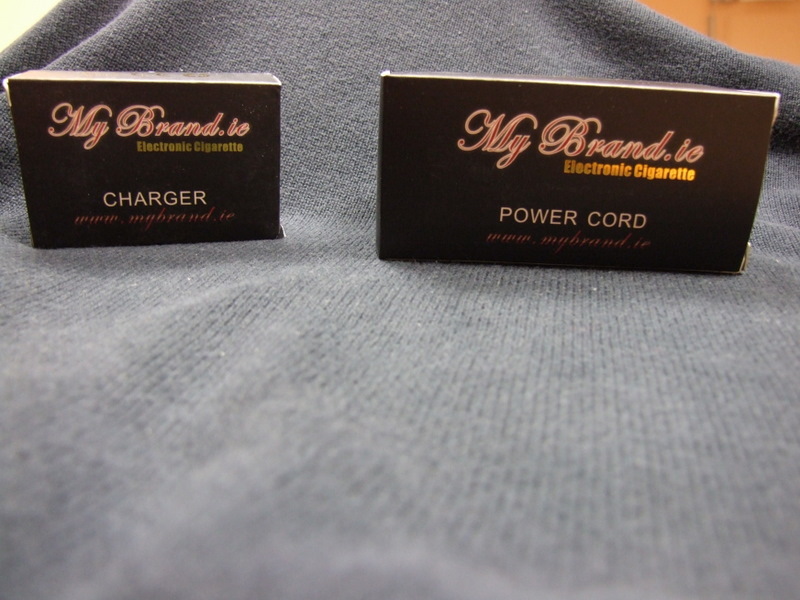 My Brand.ie
Electronic Cigarette
CHARGER
www.mybrand.ie
My Brand.ie
Electronic Cigarette
POWER CORD
www.mybrand.ie